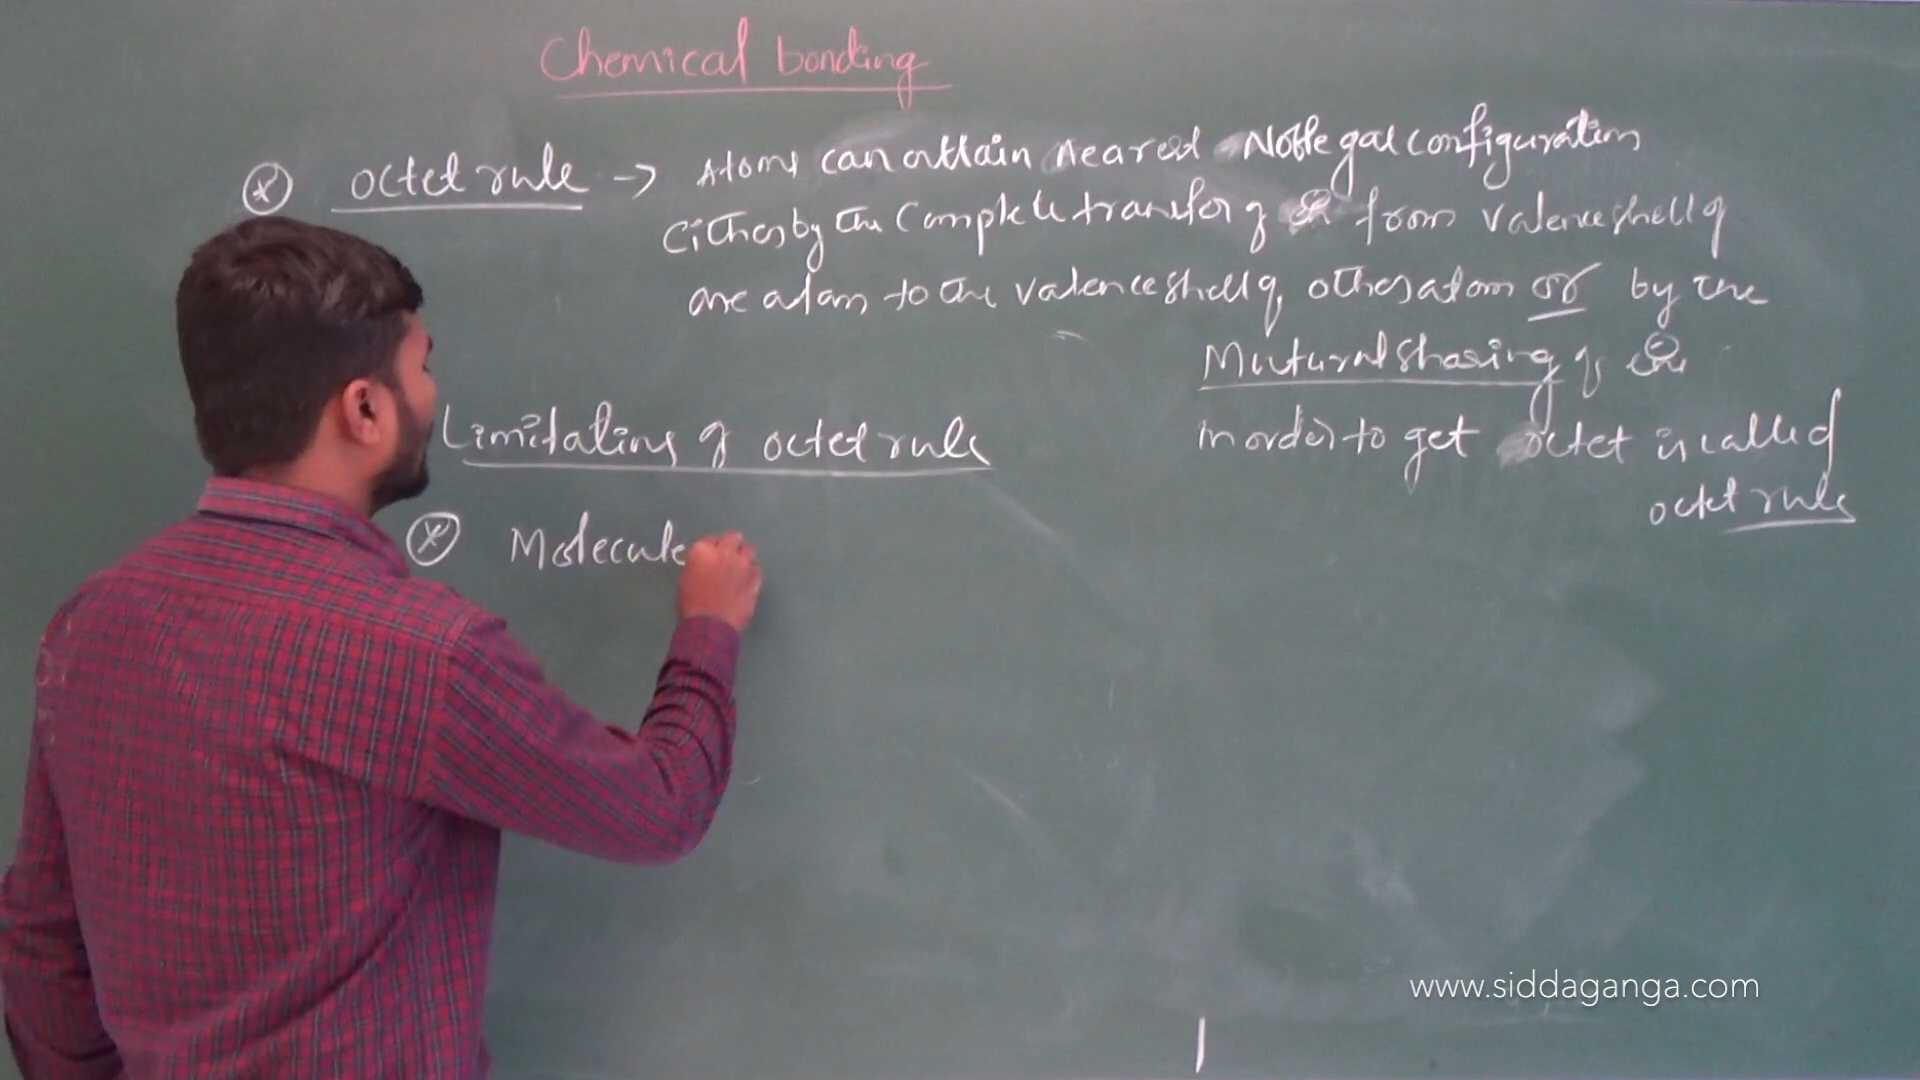 Chemical bonding
octet rule → Atoms can attain nearest Noble gas configuration
either by the complete transfer of e⊖ from valence shell of
one atom to the valence shell of other atom or by the
Mutural sharing of e⊖
in order to get octet is called
octet rule
Limitations of octet rule
Molecule
www.siddaganga.com